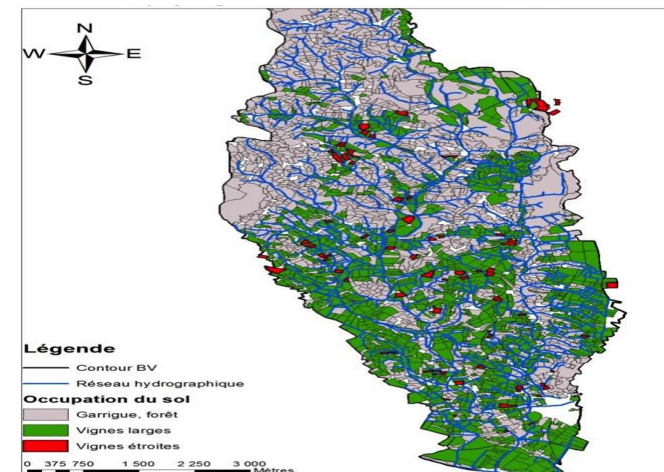 N
W E
S
Légende
Contour BV
Réseau hydrographique
Occupation du sol
Garrigue, forêt
Vignes larges
Vignes étroites
0 375 750 1 500 2 250 3 000
Mètres